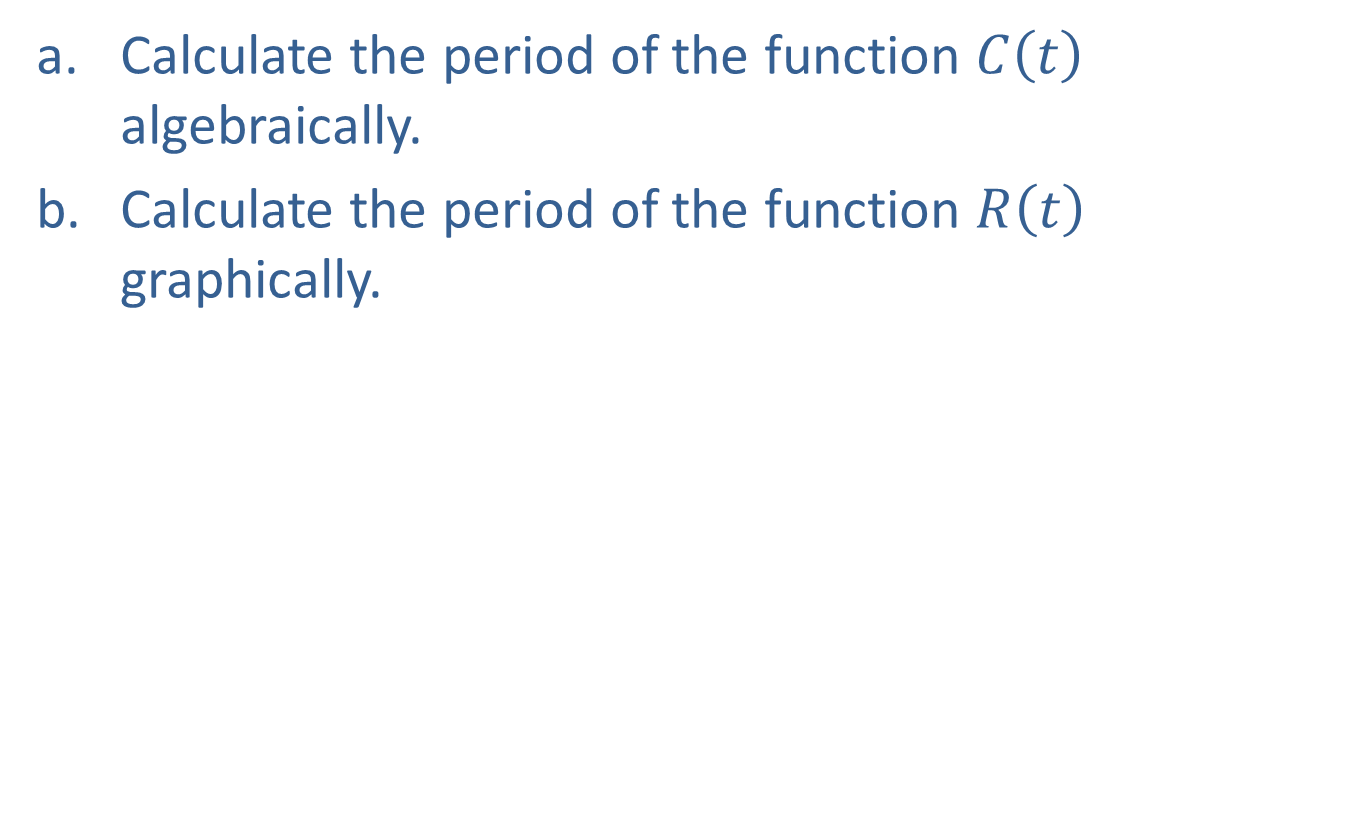 a. Calculate the period of the function C(t)
algebraically.
b. Calculate the period of the function R(t)
graphically.